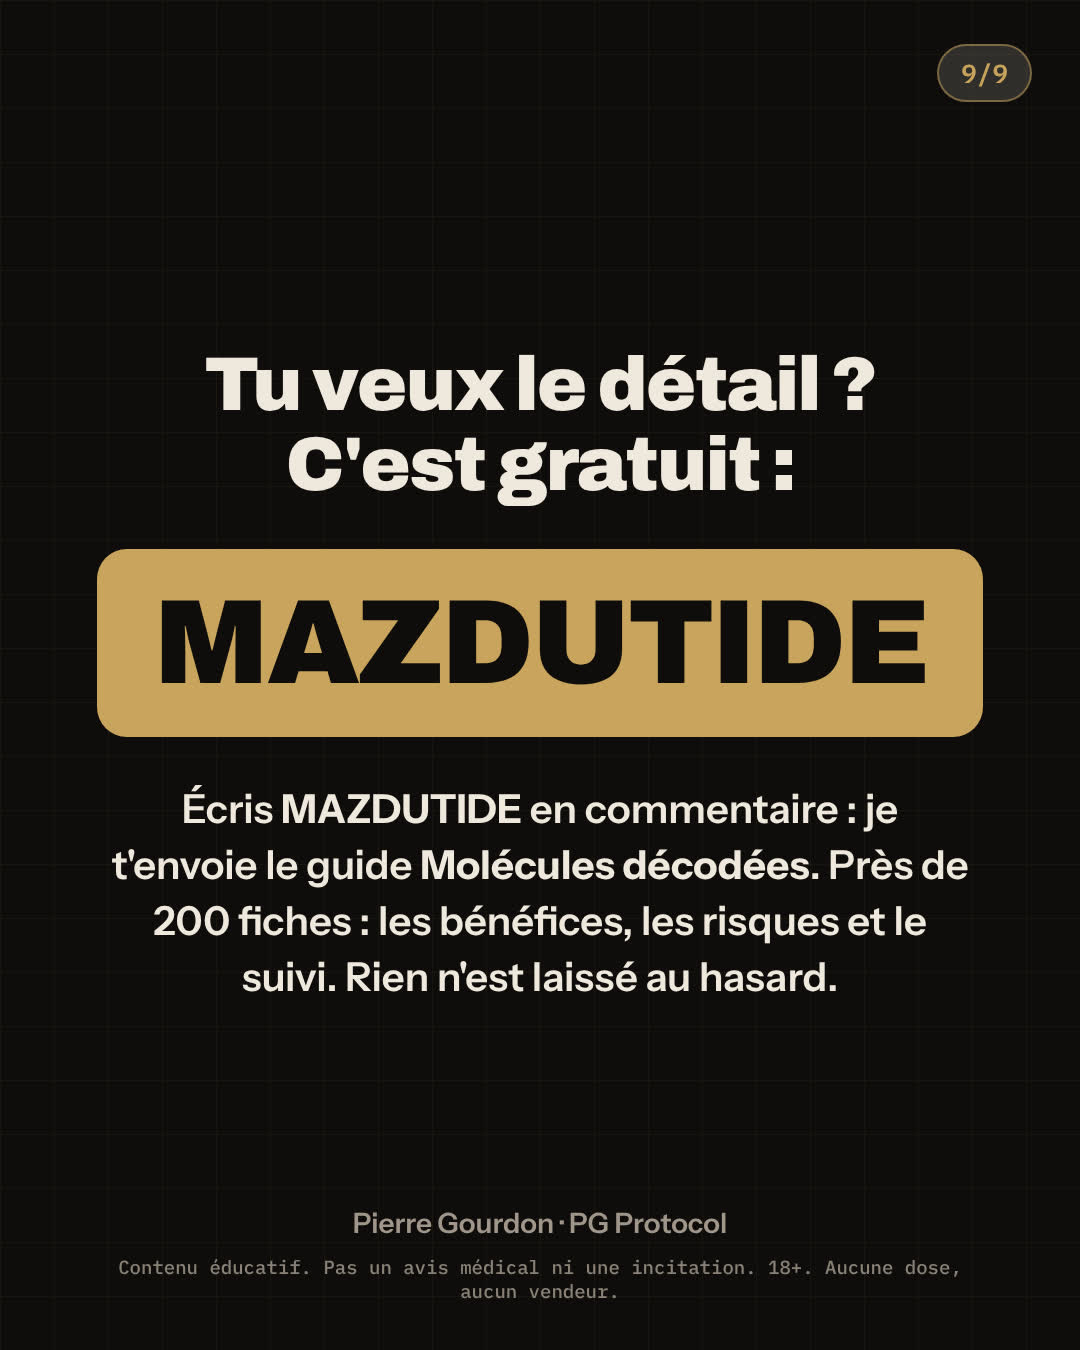 9/9
Tu veux le détail ?
C'est gratuit :
MAZDUTIDE
Écris MAZDUTIDE en commentaire : je
t'envoie le guide Molécules décodées. Près de
200 fiches : les bénéfices, les risques et le
suivi. Rien n'est laissé au hasard.
Pierre Gourdon · PG Protocol
Contenu éducatif. Pas un avis médical ni une incitation. 18+. Aucune dose,
aucun vendeur.